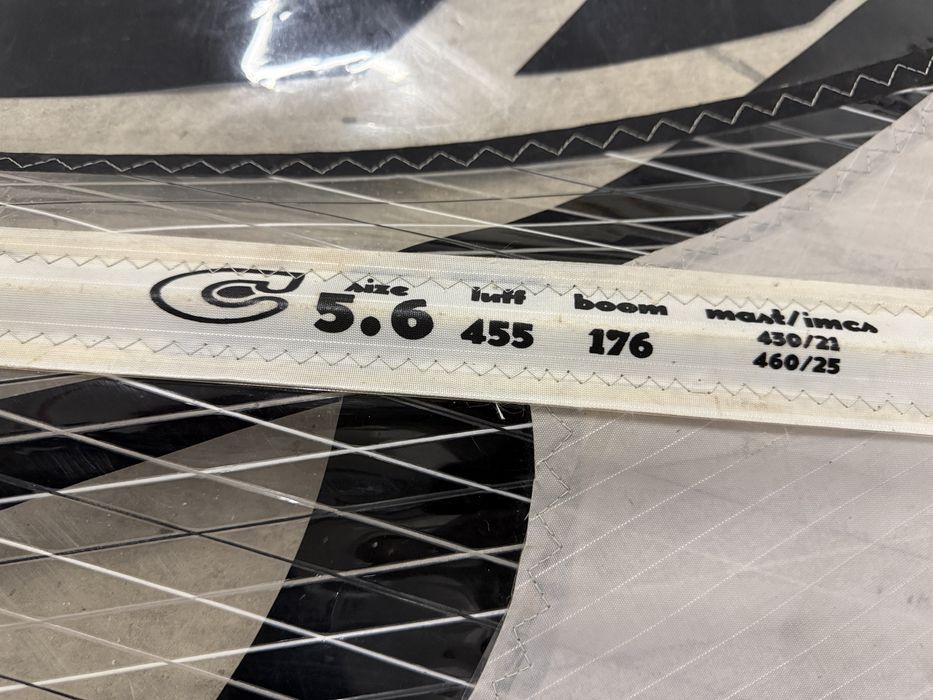 size luff boom mast/imcs
5.6 455 176 430/21
460/25